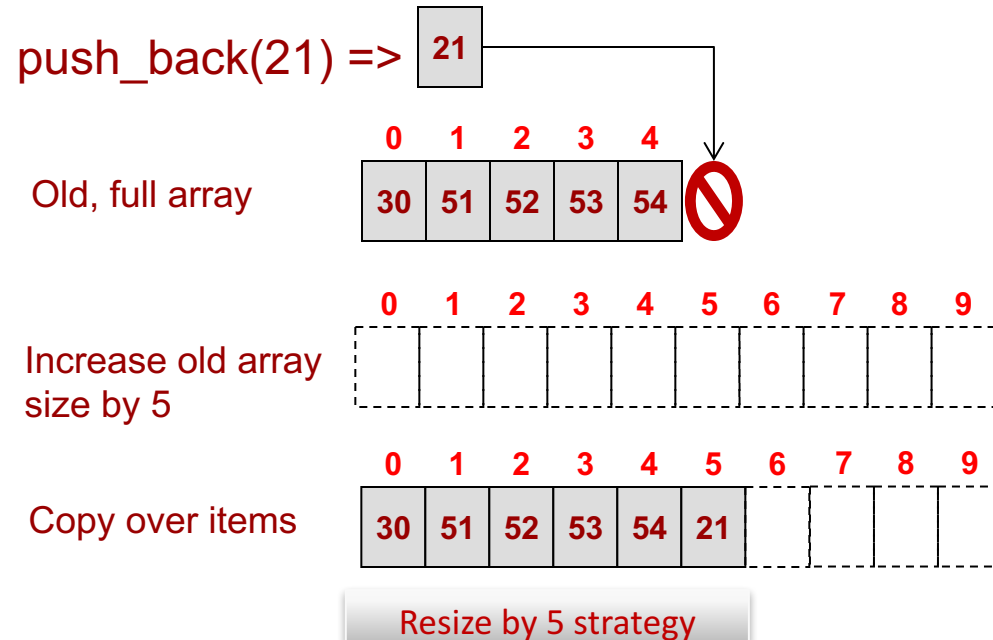 push_back(21) => 21
0 1 2 3 4
Old, full array 30 51 52 53 54
0 1 2 3 4 5 6 7 8 9
Increase old array
size by 5
0 1 2 3 4 5 6 7 8 9
Copy over items 30 51 52 53 54 21
Resize by 5 strategy